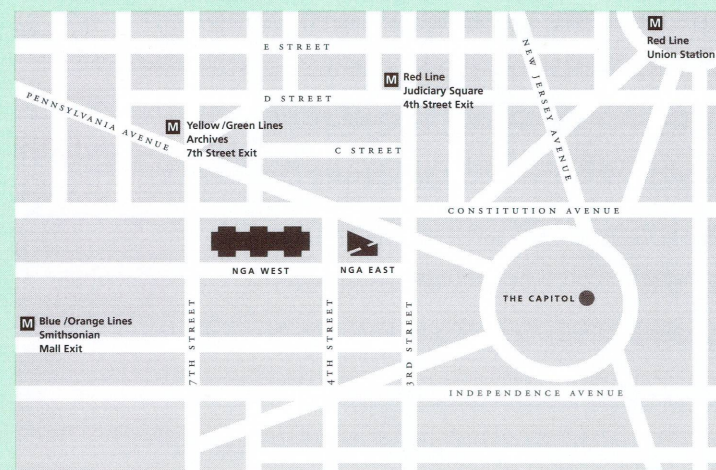 M
Red Line
Union Station
E STREET
NEW JERSEY AVENUE
M Red Line
Judiciary Square
4th Street Exit
D STREET
PENNSYLVANIA AVENUE
M Yellow/Green Lines
Archives
7th Street Exit
C STREET
CONSTITUTION AVENUE
NGA WEST
NGA EAST
THE CAPITOL
M Blue/Orange Lines
Smithsonian
Mall Exit
7TH STREET
4TH STREET
3RD STREET
INDEPENDENCE AVENUE